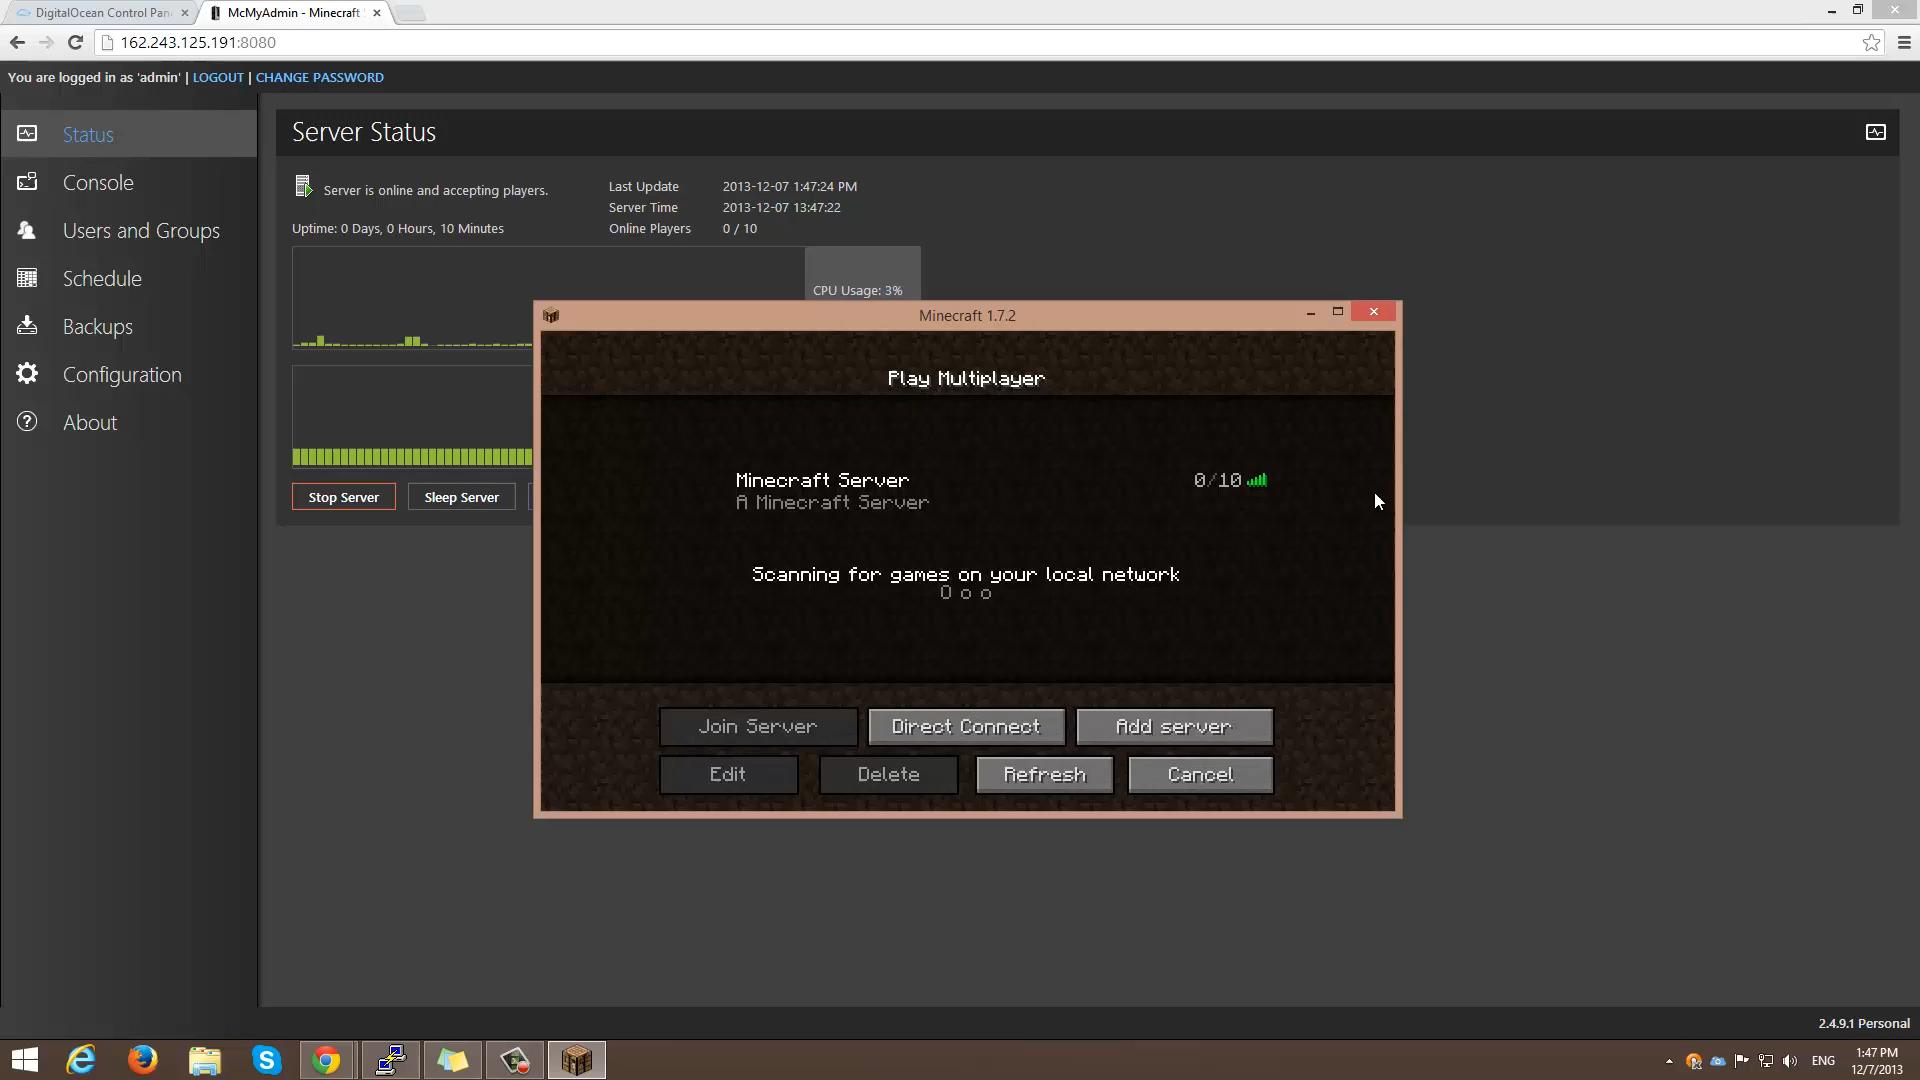 DigitalOcean Control Pan
McMyAdmin - Minecraft
162.243.125.191:8080
You are logged in as 'admin' | LOGOUT | CHANGE PASSWORD
Status
Console
Users and Groups
Schedule
Backups
Configuration
About
Server Status
Server is online and accepting players.
Uptime: 0 Days, 0 Hours, 10 Minutes
Last Update 2013-12-07 1:47:24 PM
Server Time 2013-12-07 13:47:22
Online Players 0 / 10
CPU Usage: 3%
Stop Server
Sleep Server
Minecraft 1.7.2
Play Multiplayer
Minecraft Server 0/10
A Minecraft Server
Scanning for games on your local network
O o o
Join Server Direct Connect Add server
Edit Delete Refresh Cancel
2.4.9.1 Personal
ENG
1:47 PM
12/7/2013